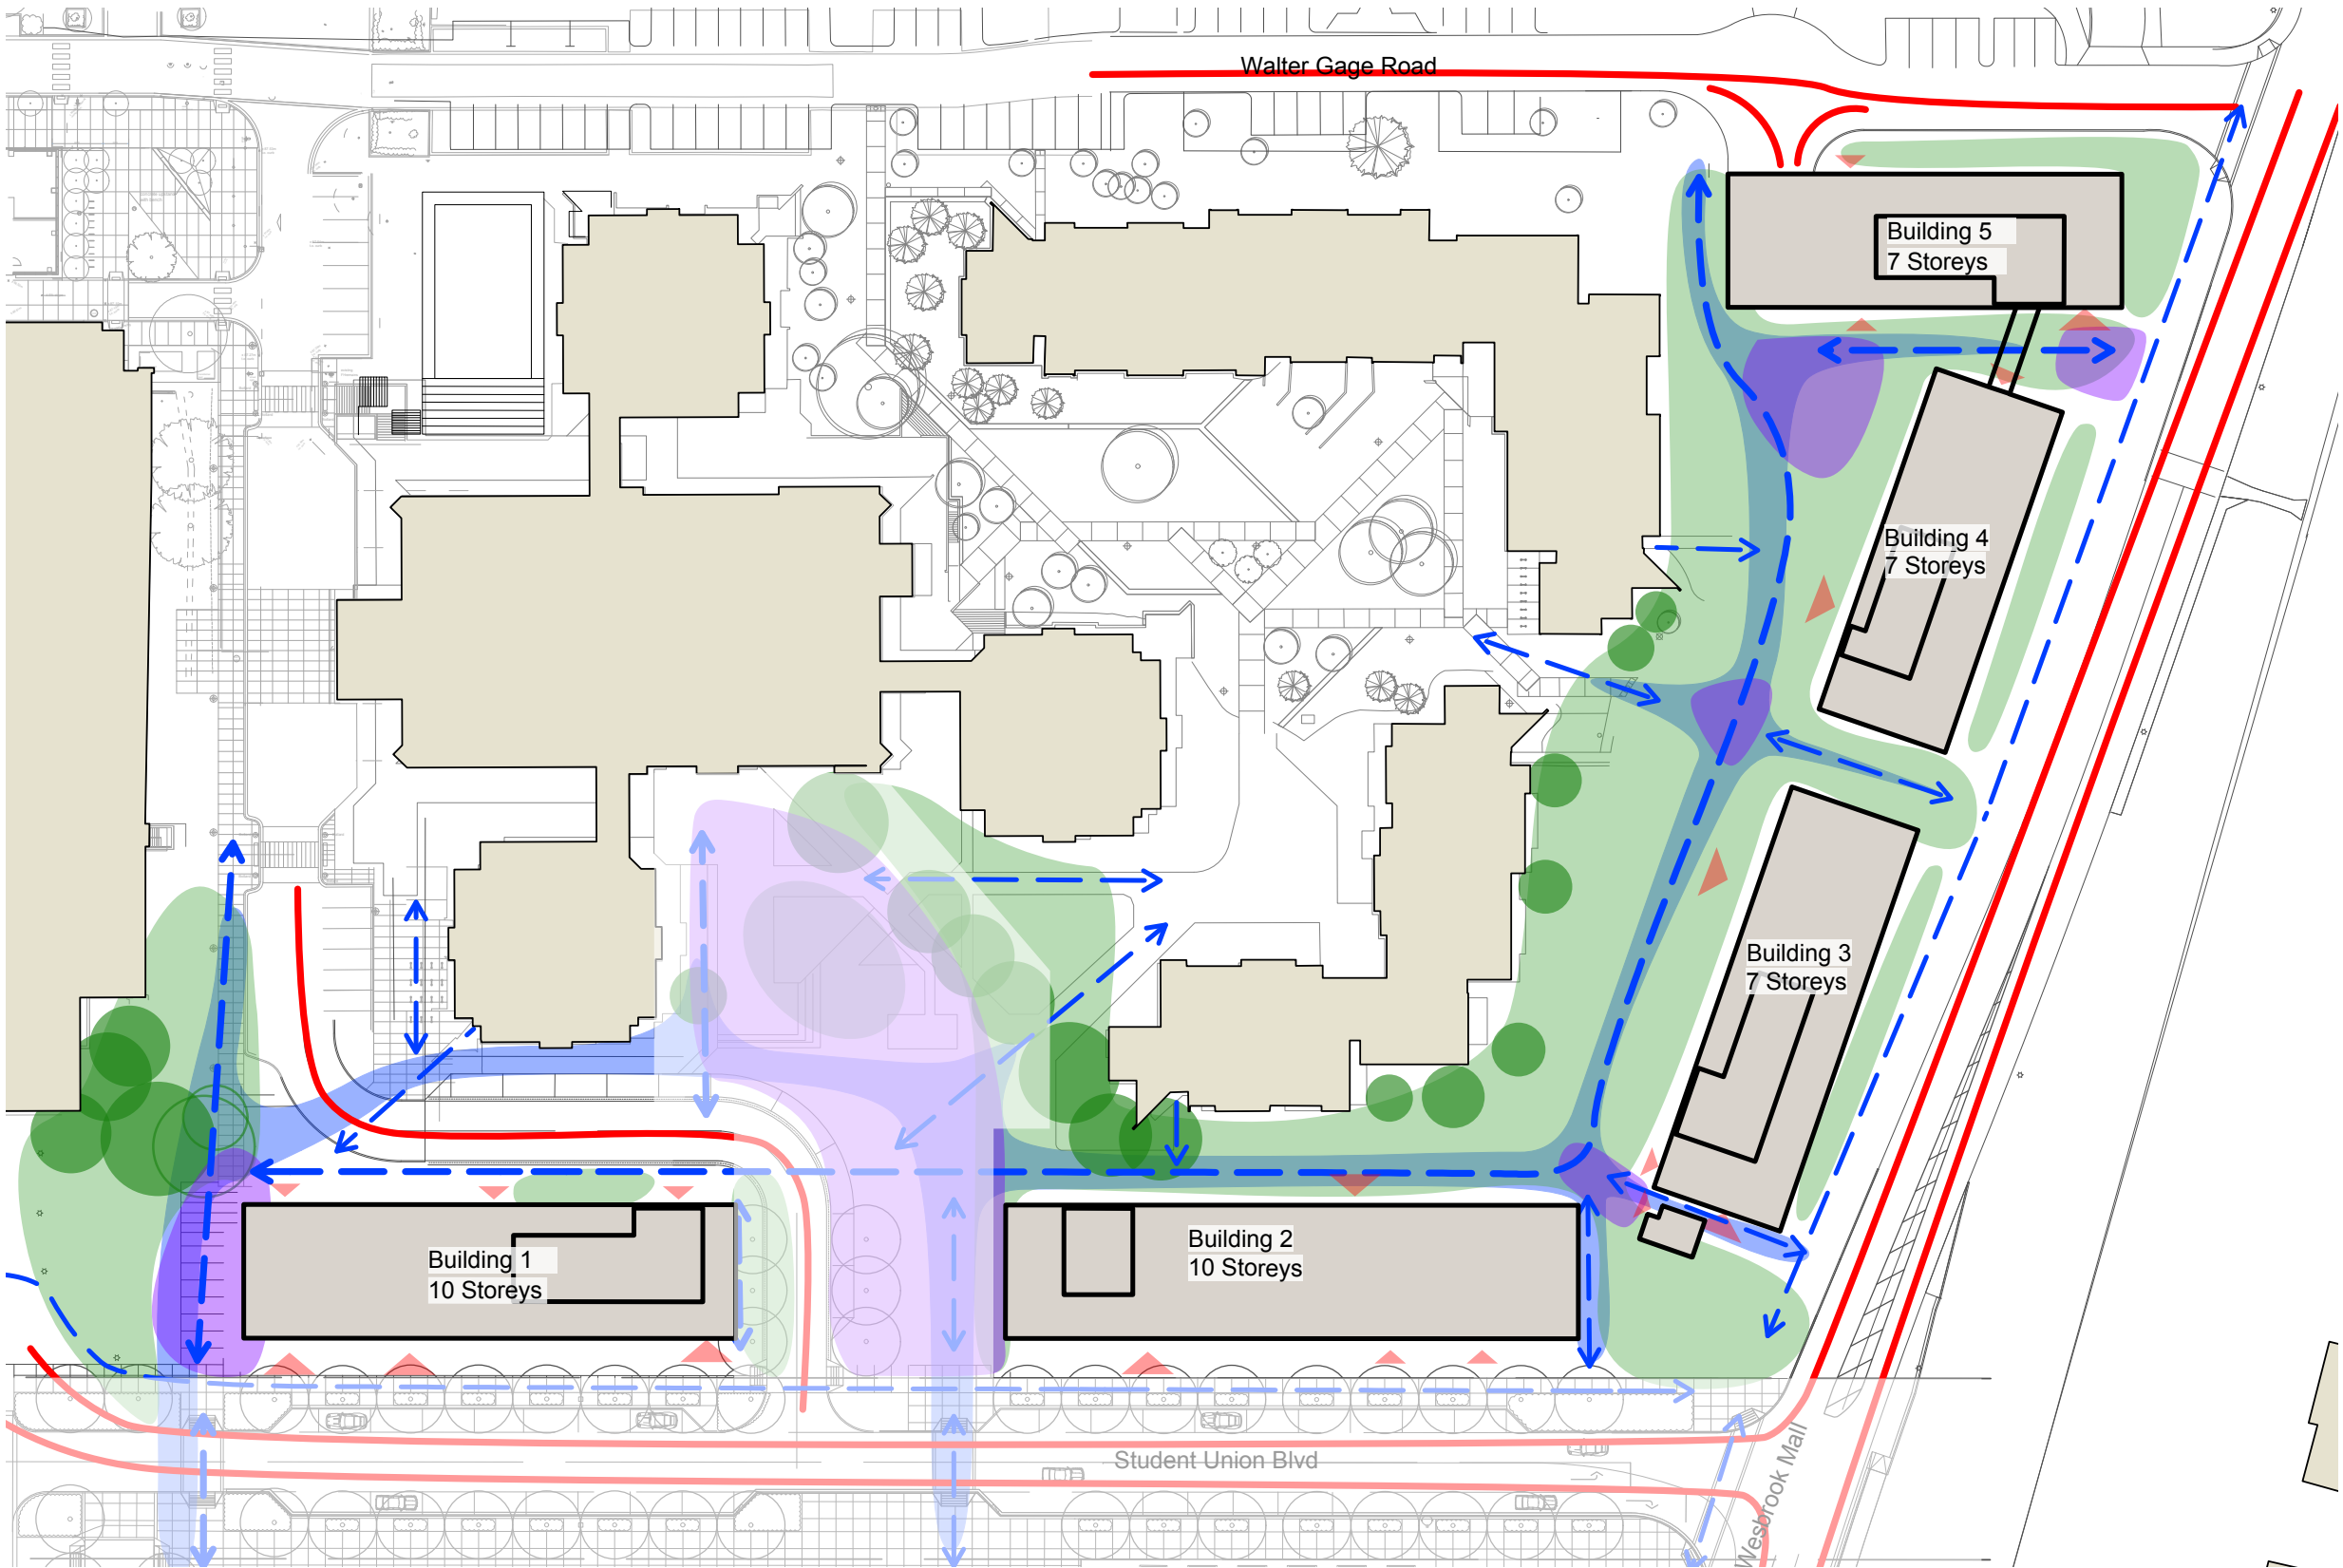 Walter Gage Road
Building 5
7 Storeys
Building 4
7 Storeys
Building 3
7 Storeys
Building 1
10 Storeys
Building 2
10 Storeys
Student Union Blvd
Wesbrook Mall